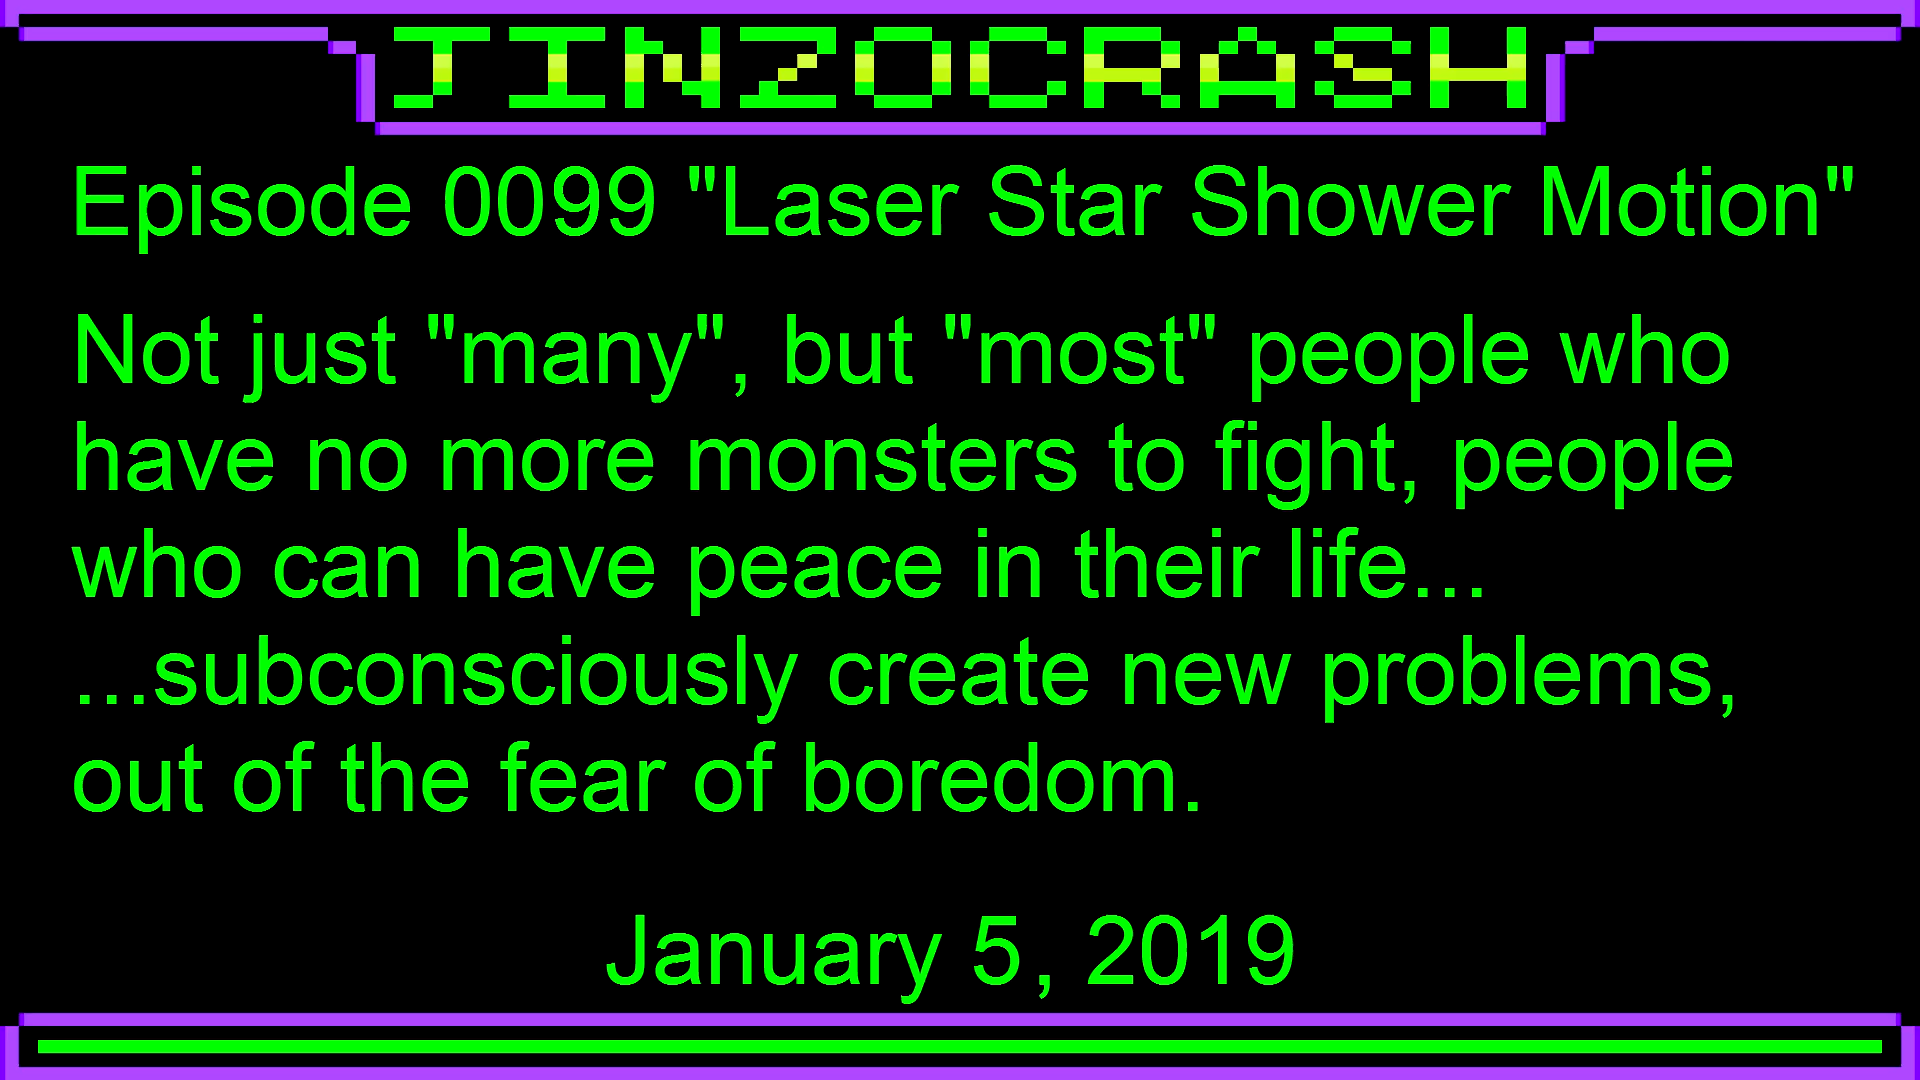 JINZOCRASH
Episode 0099 "Laser Star Shower Motion"
Not just "many", but "most" people who
have no more monsters to fight, people
who can have peace in their life...
...subconsciously create new problems,
out of the fear of boredom.
January 5, 2019